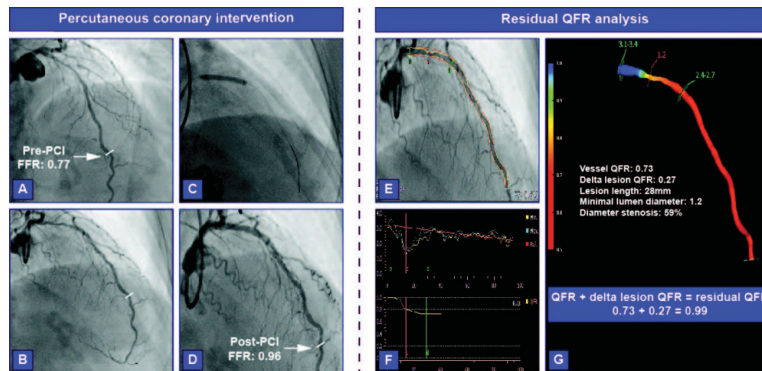 Percutaneous coronary intervention
Residual QFR analysis
Pre-PCI
FFR: 0.77
A
C
B
Post-PCI
FFR: 0.96
D
E
F
3.1-3.4
1.2
2.4-2.7
Vessel QFR: 0.73
Delta lesion QFR: 0.27
Lesion length: 28mm
Minimal lumen diameter: 1.2
Diameter stenosis: 59%
QFR + delta lesion QFR = residual QF
0.73 + 0.27 = 0.99
G